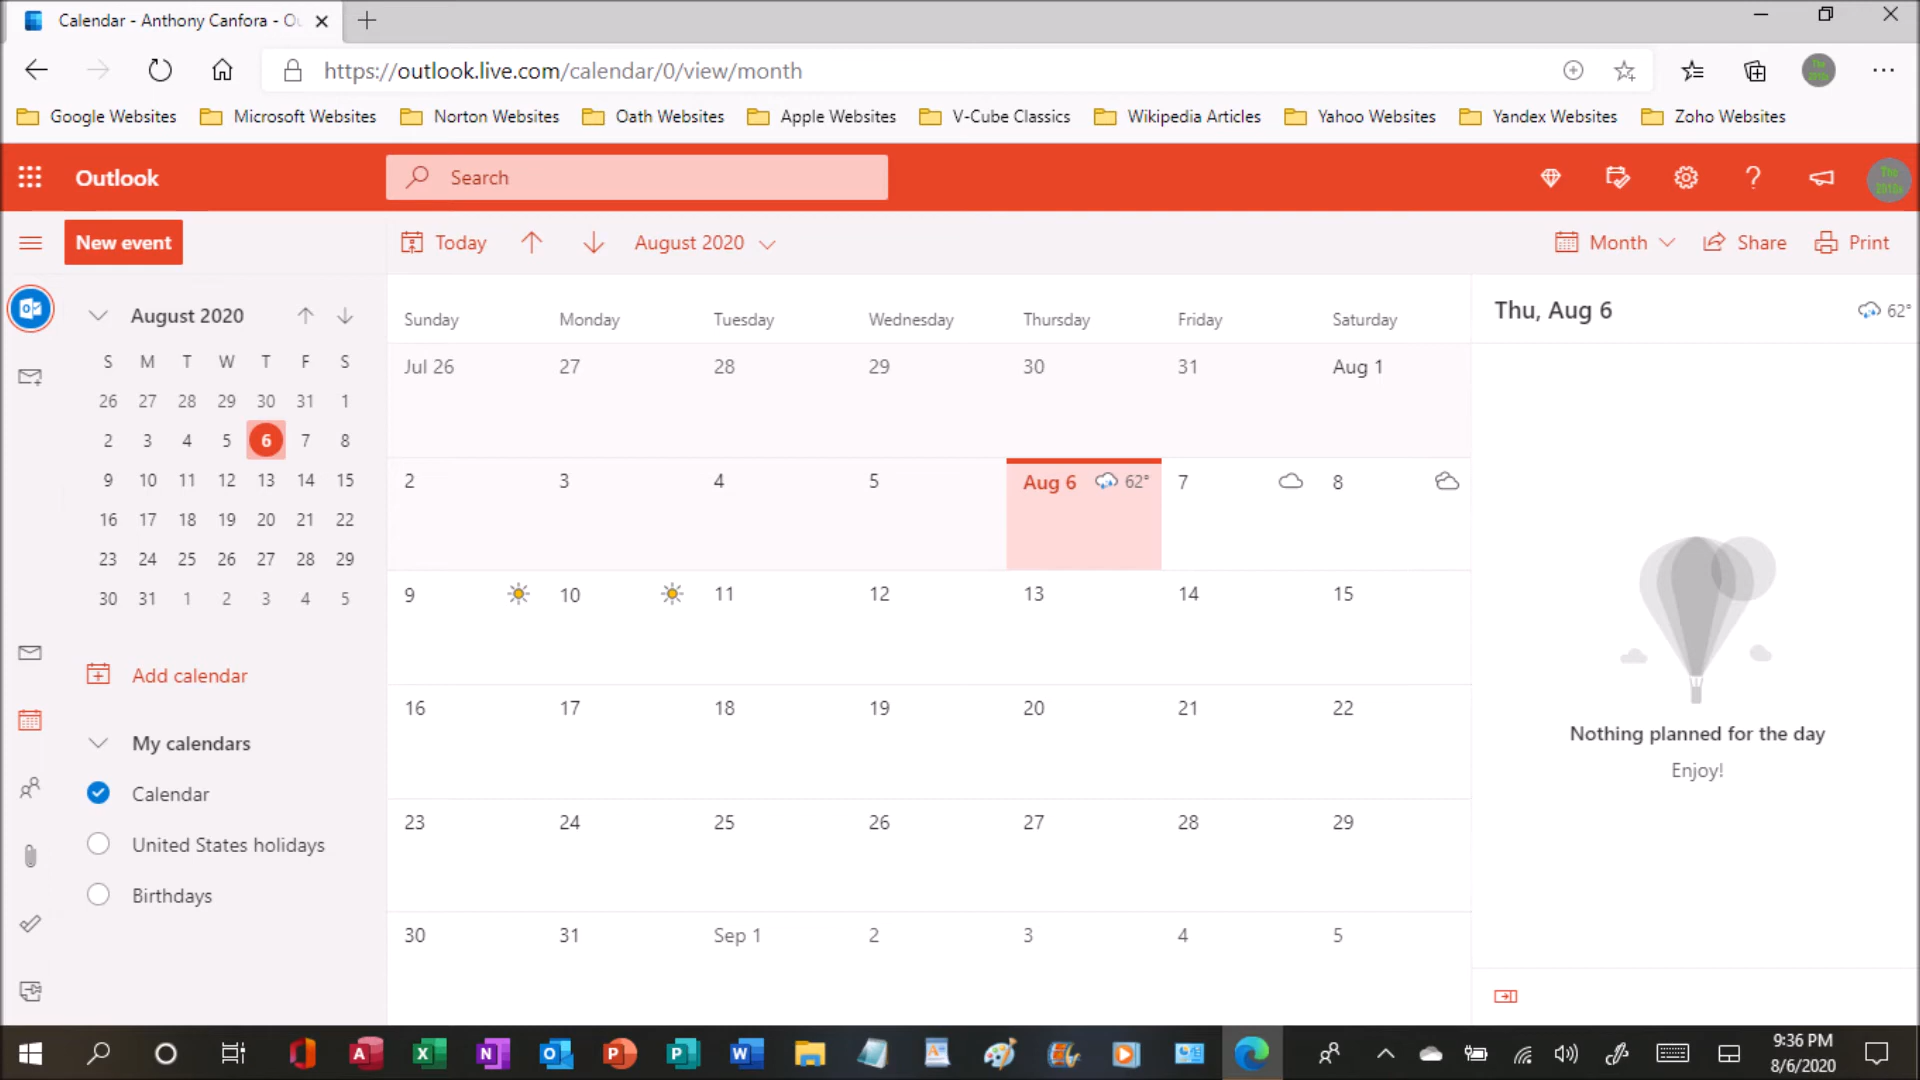 Calendar - Anthony Canfora - Ou
https://outlook.live.com/calendar/0/view/month
Google Websites Microsoft Websites Norton Websites Oath Websites Apple Websites V-Cube Classics Wikipedia Articles Yahoo Websites Yandex Websites Zoho Websites
Outlook Search
New event Today August 2020 Month Share Print
August 2020
S M T W T F S
26 27 28 29 30 31 1
2 3 4 5 6 7 8
9 10 11 12 13 14 15
16 17 18 19 20 21 22
23 24 25 26 27 28 29
30 31 1 2 3 4 5
Add calendar
My calendars
Calendar
United States holidays
Birthdays
Sunday Monday Tuesday Wednesday Thursday Friday Saturday
Jul 26 27 28 29 30 31 Aug 1
2 3 4 5 Aug 6 62° 7 8
9 10 11 12 13 14 15
16 17 18 19 20 21 22
23 24 25 26 27 28 29
30 31 Sep 1 2 3 4 5
Thu, Aug 6 62°
Nothing planned for the day
Enjoy!
9:36 PM
8/6/2020